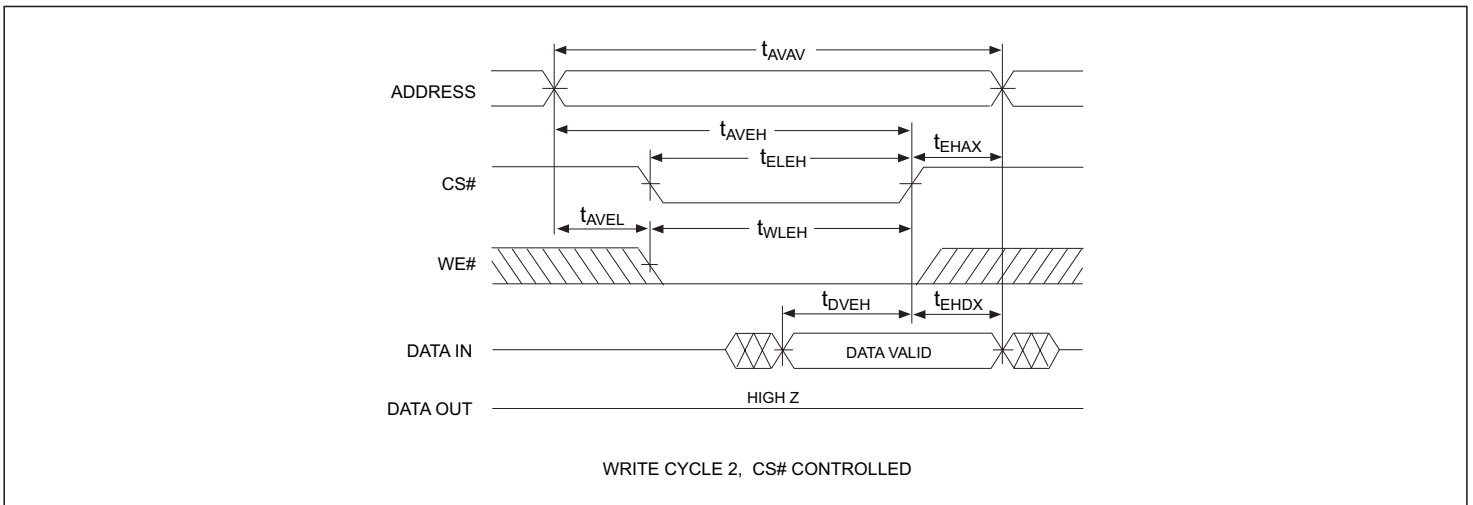 tAVAV
ADDRESS
tAVEH
tELEH
tEHAX
CS#
tAVEL
tWLEH
WE#
tDVEH
tEHDX
DATA IN
DATA VALID
DATA OUT
HIGH Z
WRITE CYCLE 2, CS# CONTROLLED